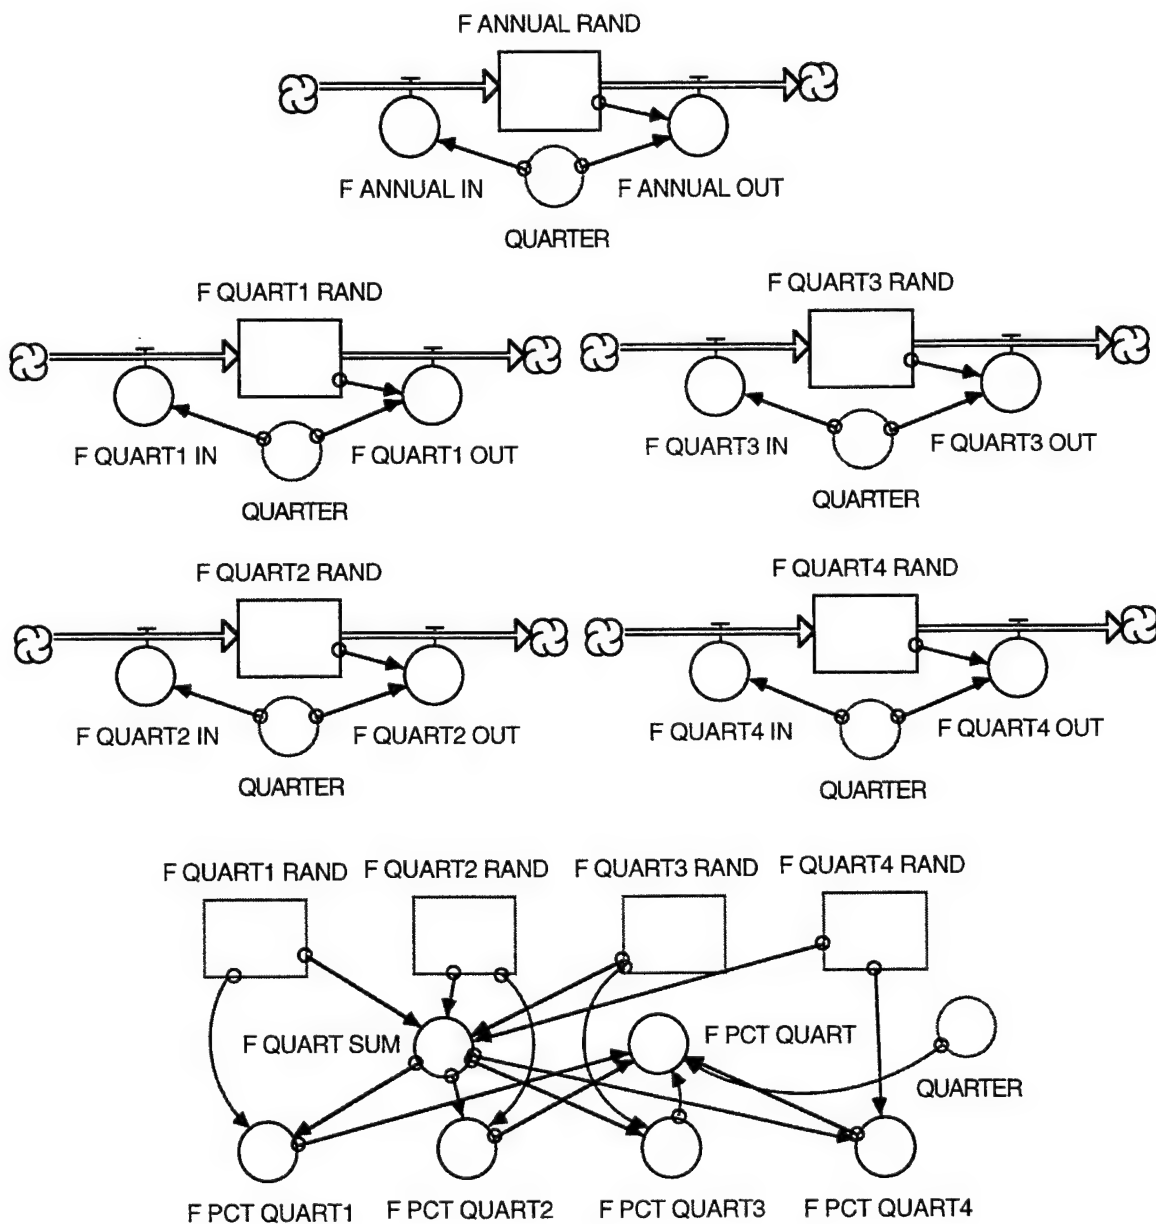 F ANNUAL RAND
F ANNUAL IN
F ANNUAL OUT
QUARTER
F QUART1 RAND
F QUART1 IN
F QUART1 OUT
QUARTER
F QUART3 RAND
F QUART3 IN
F QUART3 OUT
QUARTER
F QUART2 RAND
F QUART2 IN
F QUART2 OUT
QUARTER
F QUART4 RAND
F QUART4 IN
F QUART4 OUT
QUARTER
F QUART1 RAND
F QUART2 RAND
F QUART3 RAND
F QUART4 RAND
F QUART SUM
F PCT QUART
QUARTER
F PCT QUART1
F PCT QUART2
F PCT QUART3
F PCT QUART4